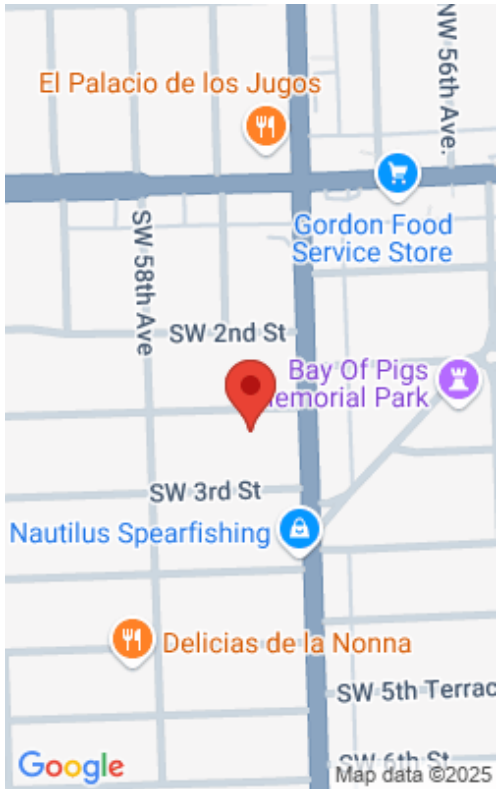 NW 56th Ave.
El Palacio de los Jugos
Gordon Food
Service Store
SW 58th Ave
SW 2nd St
Bay Of Pigs
emorial Park
SW 3rd St
Nautilus Spearfishing
Delicias de la Nonna
SW 5th Terrac
SW 6th St
Google
Map data ©2025